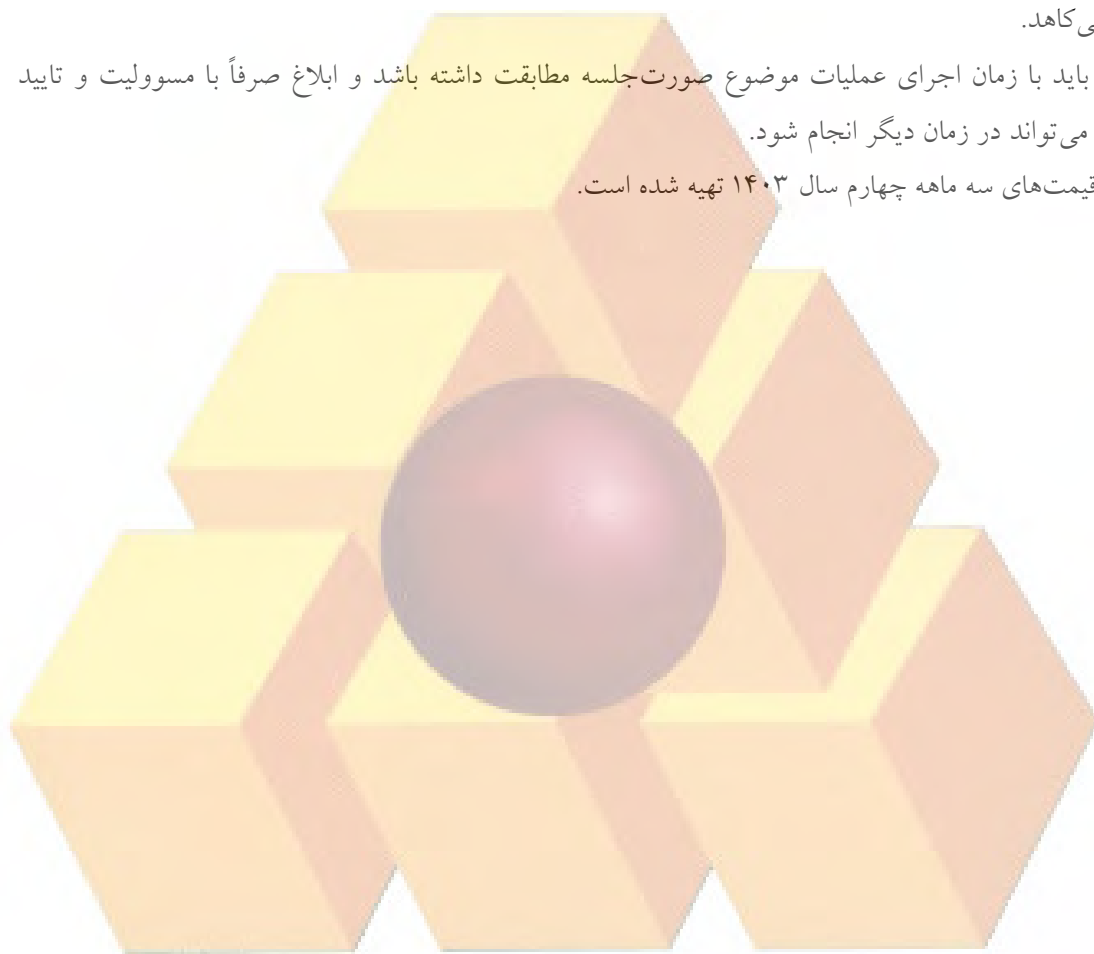 می‌کاهد.
باید با زمان اجرای عملیات موضوع صورت‌جلسه مطابقت داشته باشد و ابلاغ صرفاً با مسوولیت و تایید
می‌تواند در زمان دیگر انجام شود.
قیمت‌های سه ماهه چهارم سال ۱۴۰۳ تهیه شده است.